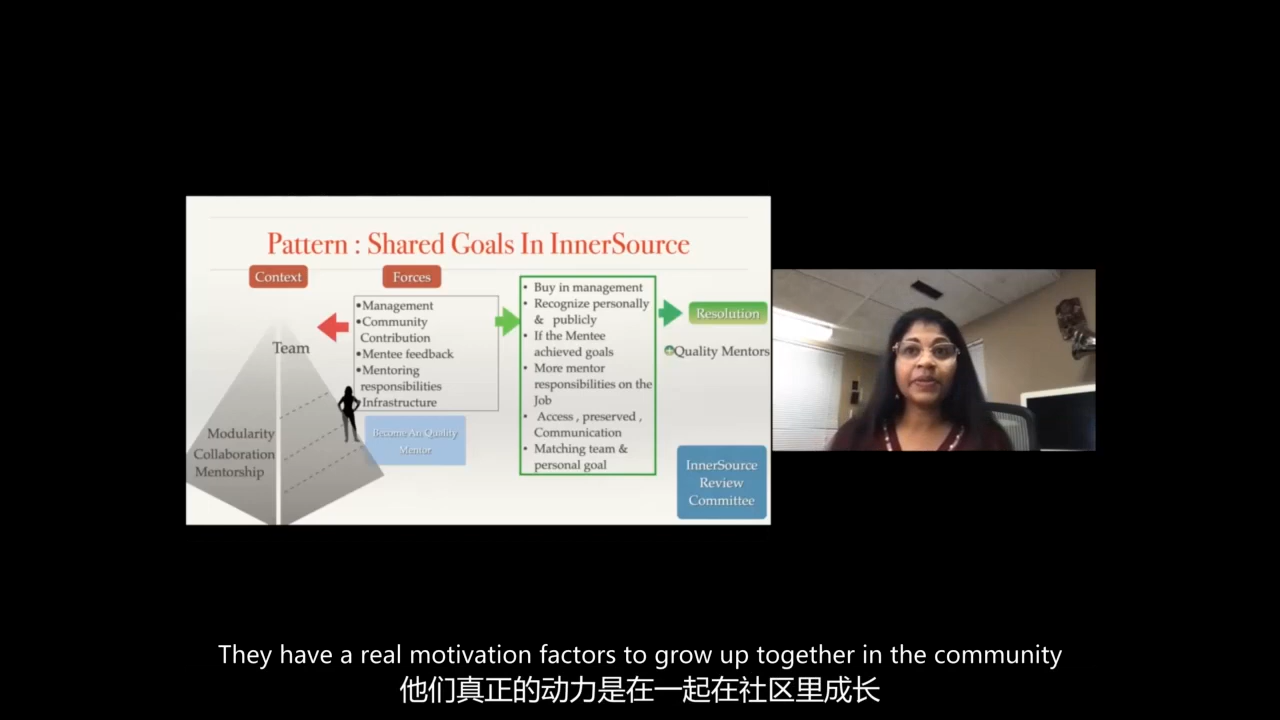 Pattern : Shared Goals In InnerSource
Context
Forces
Team
Modularity
Collaboration
Mentorship
•Management
•Community
Contribution
•Mentee feedback
•Mentoring
responsibilities
•Infrastructure
Become An Quality
Mentor
• Buy in management
• Recognize personally
& publicly
• If the Mentee
achieved goals
• More mentor
responsibilities on the
Job
• Access , preserved ,
Communication
• Matching team &
personal goal
Resolution
Quality Mentors
InnerSource
Review
Committee
They have a real motivation factors to grow up together in the community
他们真正的动力是在一起在社区里成长